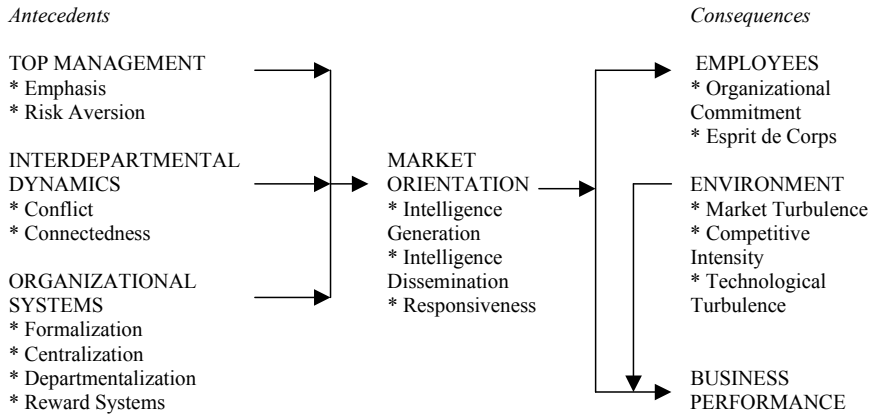 Antecedents
Consequences
TOP MANAGEMENT
* Emphasis
* Risk Aversion
INTERDEPARTMENTAL
DYNAMICS
* Conflict
* Connectedness
ORGANIZATIONAL
SYSTEMS
* Formalization
* Centralization
* Departmentalization
* Reward Systems
MARKET
ORIENTATION
* Intelligence
Generation
* Intelligence
Dissemination
* Responsiveness
EMPLOYEES
* Organizational
Commitment
* Esprit de Corps
ENVIRONMENT
* Market Turbulence
* Competitive
Intensity
* Technological
Turbulence
BUSINESS
PERFORMANCE